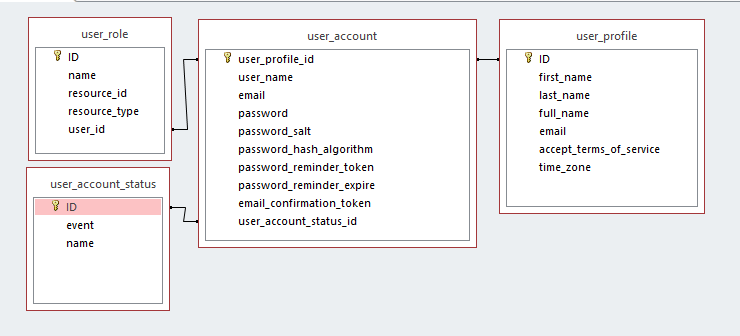 user_role
ID
name
resource_id
resource_type
user_id
user_account
user_profile_id
user_name
email
password
password_salt
password_hash_algorithm
password_reminder_token
password_reminder_expire
email_confirmation_token
user_account_status_id
user_profile
ID
first_name
last_name
full_name
email
accept_terms_of_service
time_zone
user_account_status
ID
event
name